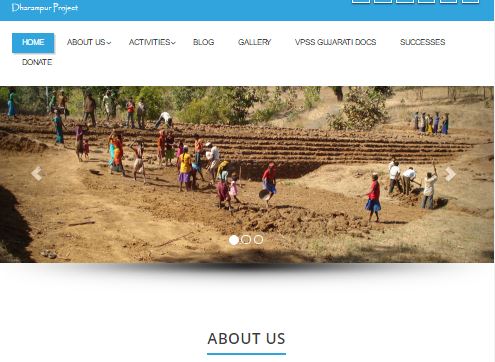 Dharampur Project
HOME ABOUT US ACTIVITIES BLOG GALLERY VPSS GUJARATI DOCS SUCCESSES
DONATE
ABOUT US